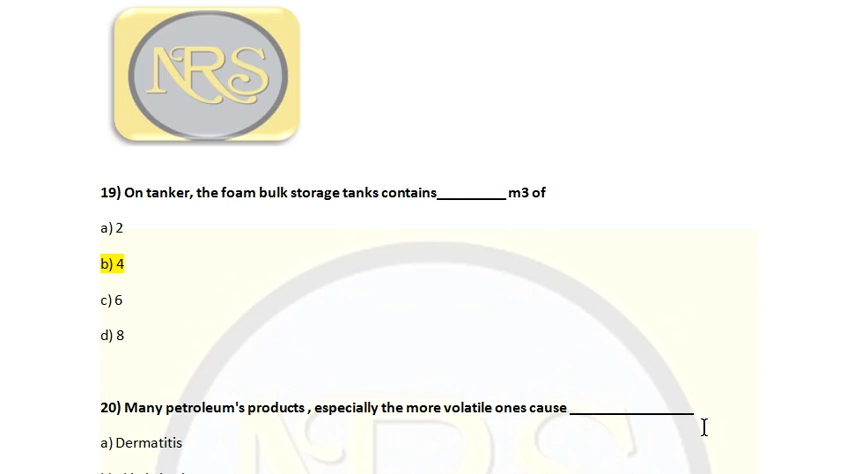 NRS
19) On tanker, the foam bulk storage tanks contains_________ m3 of
a) 2
b) 4
c) 6
d) 8
20) Many petroleum's products , especially the more volatile ones cause ________________
a) Dermatitis